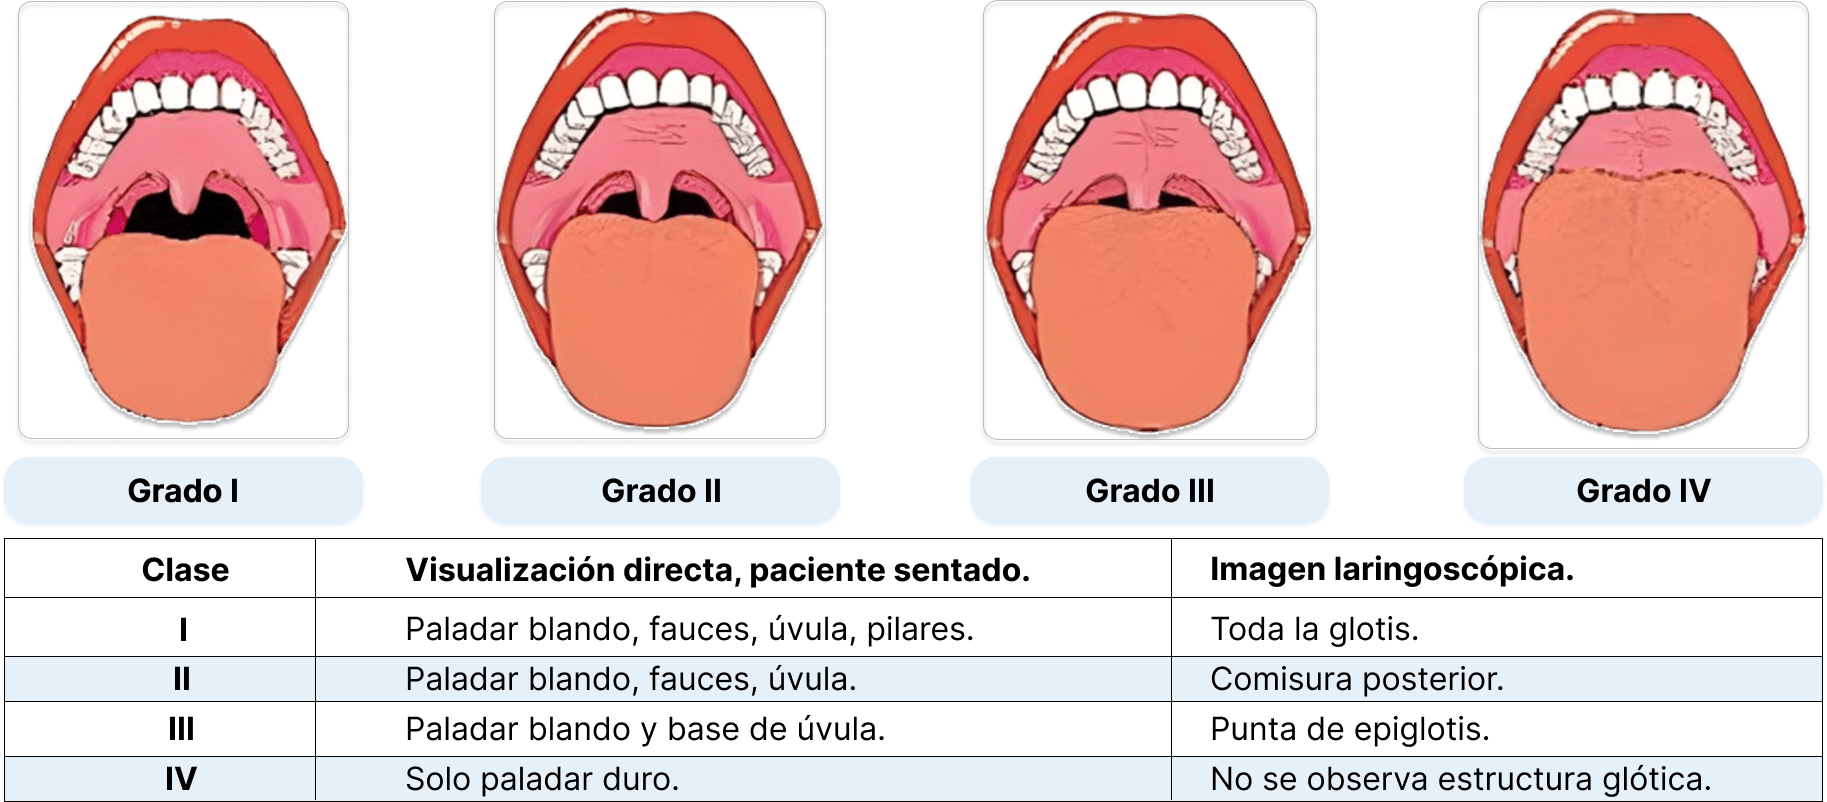 Grado I
Grado II
Grado III
Grado IV
Clase Visualización directa, paciente sentado. Imagen laringoscópica.
I Paladar blando, fauces, úvula, pilares. Toda la glotis.
II Paladar blando, fauces, úvula. Comisura posterior.
III Paladar blando y base de úvula. Punta de epiglotis.
IV Solo paladar duro. No se observa estructura glótica.